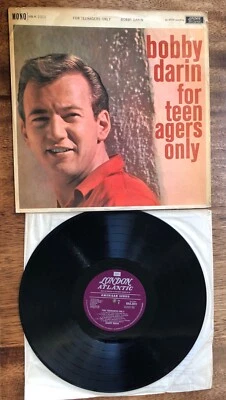 MONO
FOR TEENAGERS ONLY BOBBY DARIN
bobby
darin
for
teen
agers
only
LONDON
ATLANTIC
AMERICAN SERIES
FOR TEENAGERS ONLY
BOBBY DARIN